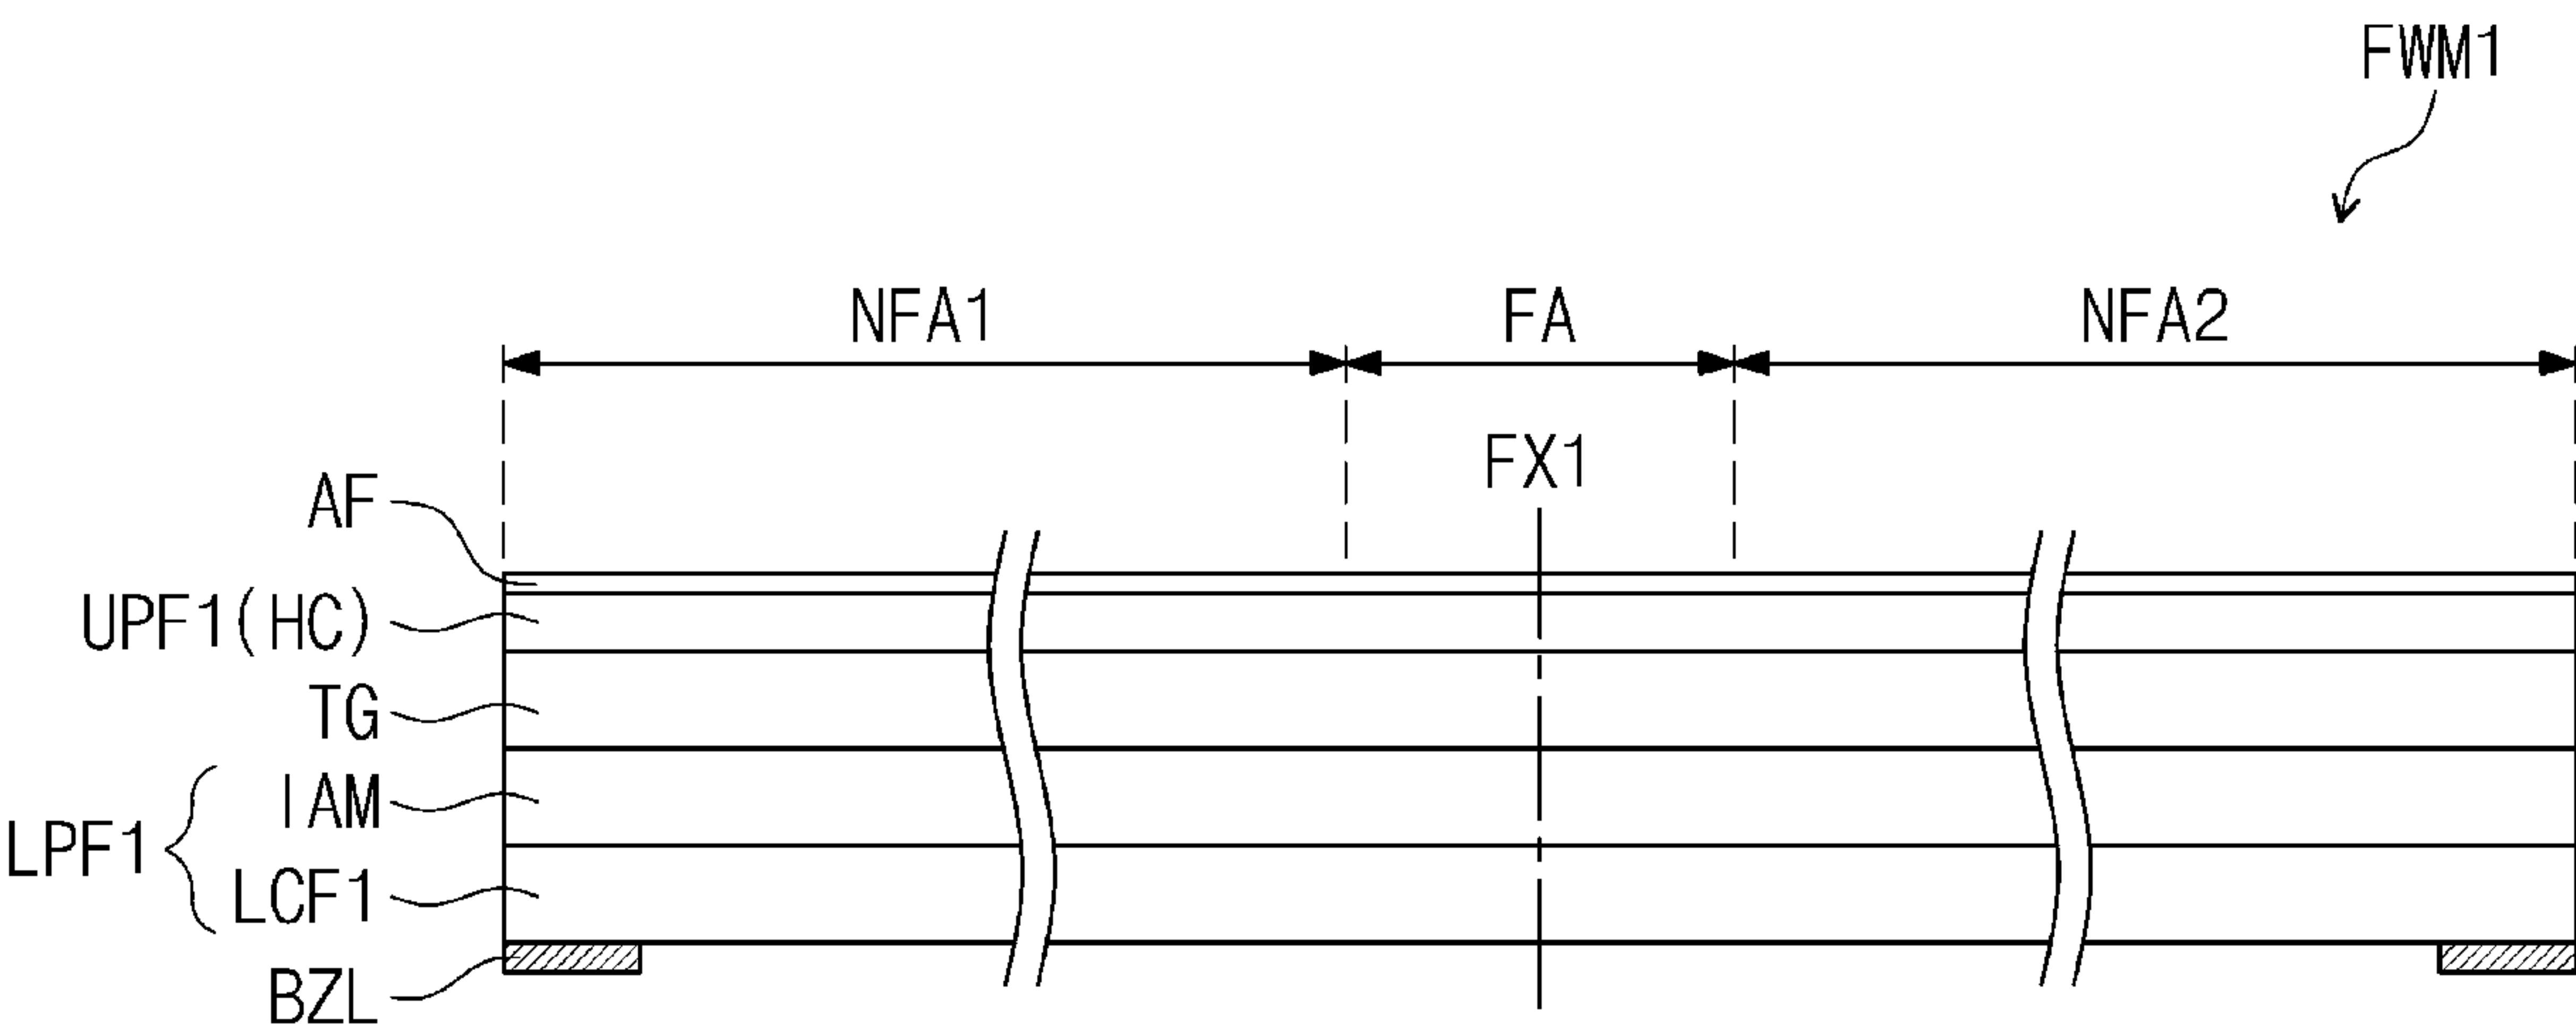 FWM1
NFA1 FA NFA2
FX1
AF
UPF1(HC)
TG
IAM
LPF1
LCF1
BZL